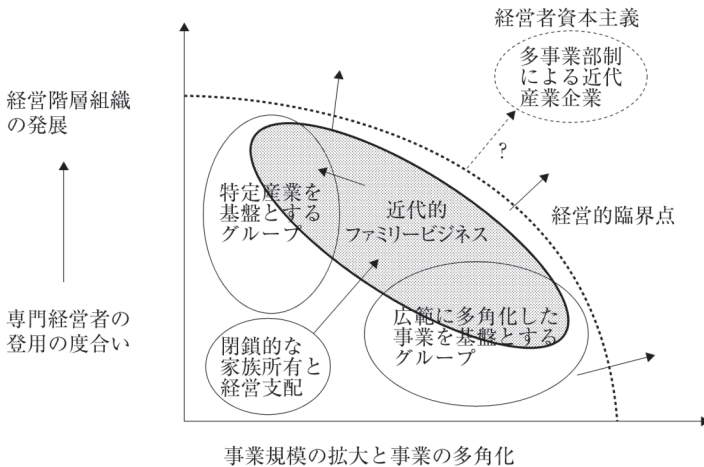 経営者資本主義
多事業部制
による近代
産業企業
経営階層組織
の発展
?
特定産業を
基盤とする
グループ
近代的
ファミリービジネス
経営的臨界点
専門経営者の
登用の度合い
広範に多角化した
事業を基盤とする
グループ
閉鎖的な
家族所有と
経営支配
事業規模の拡大と事業の多角化